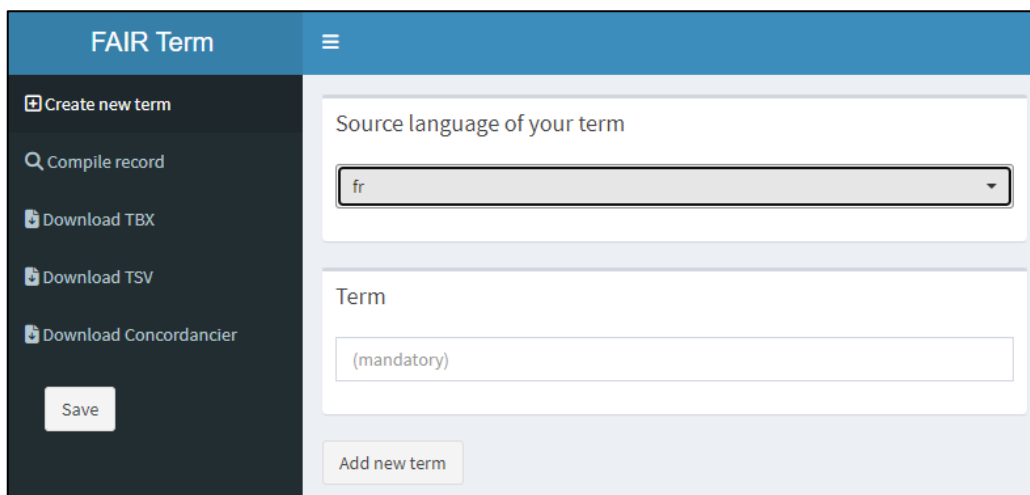 FAIR Term
Create new term
Compile record
Download TBX
Download TSV
Download Concordancier
Save
Source language of your term
fr
Term
(mandatory)
Add new term